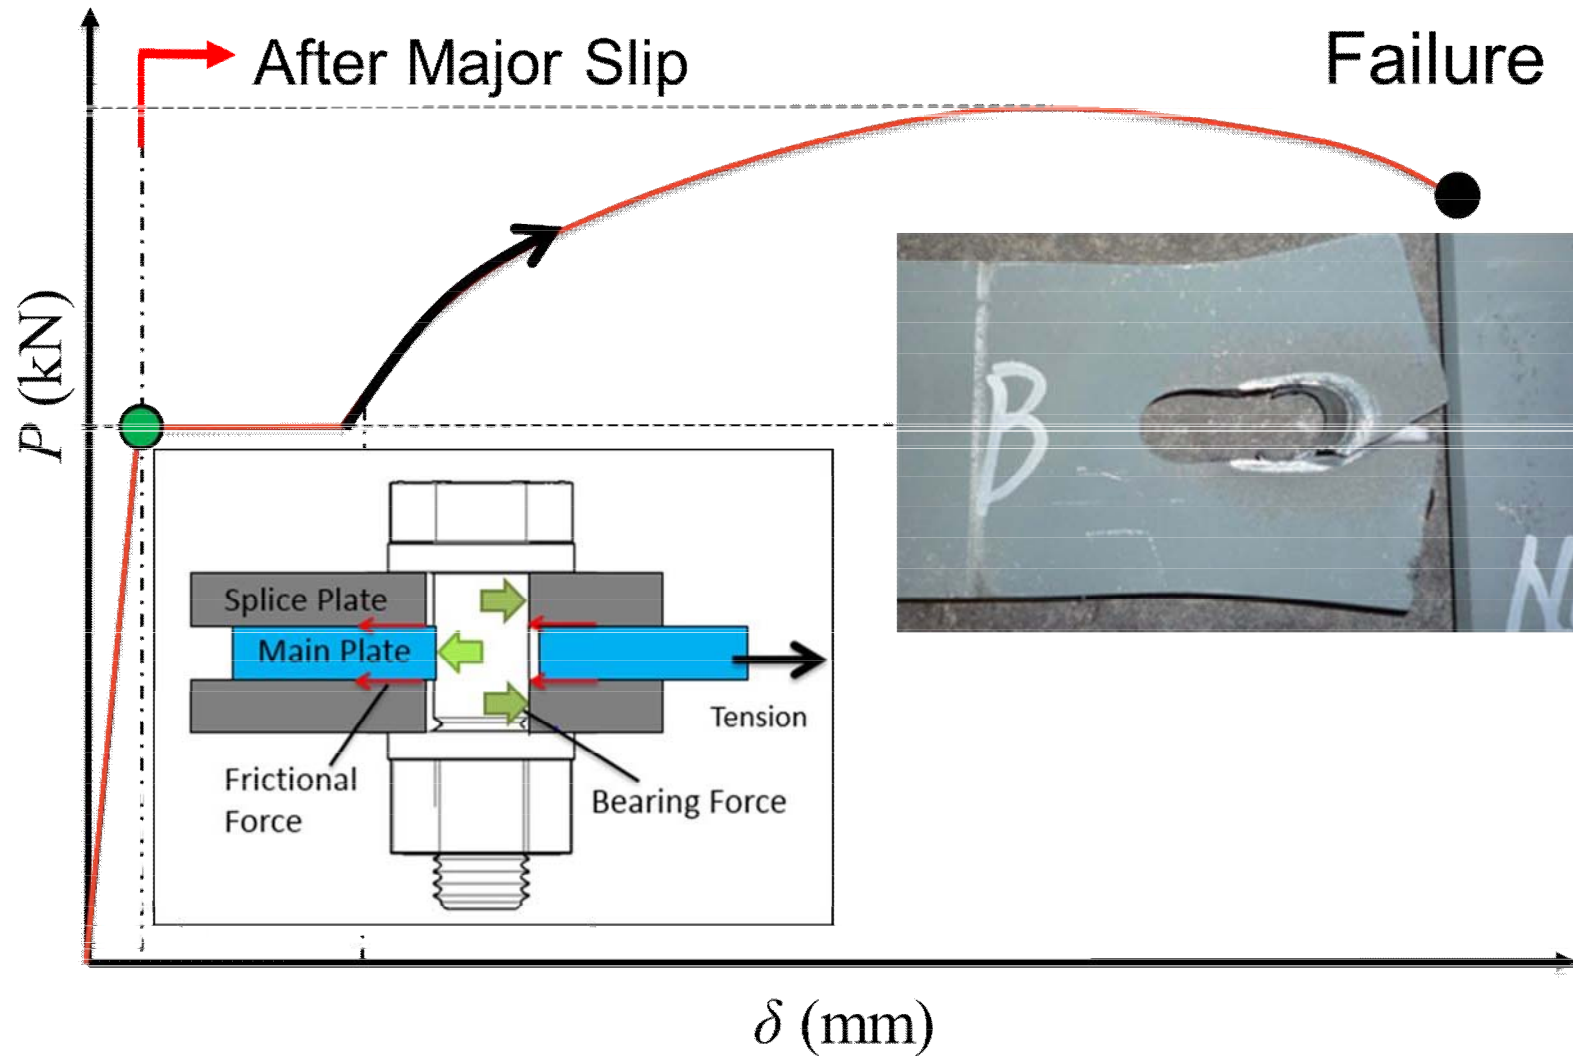 After Major Slip
Failure
P (kN)
B
Splice Plate
Main Plate
Tension
Frictional
Force
Bearing Force
N
δ (mm)